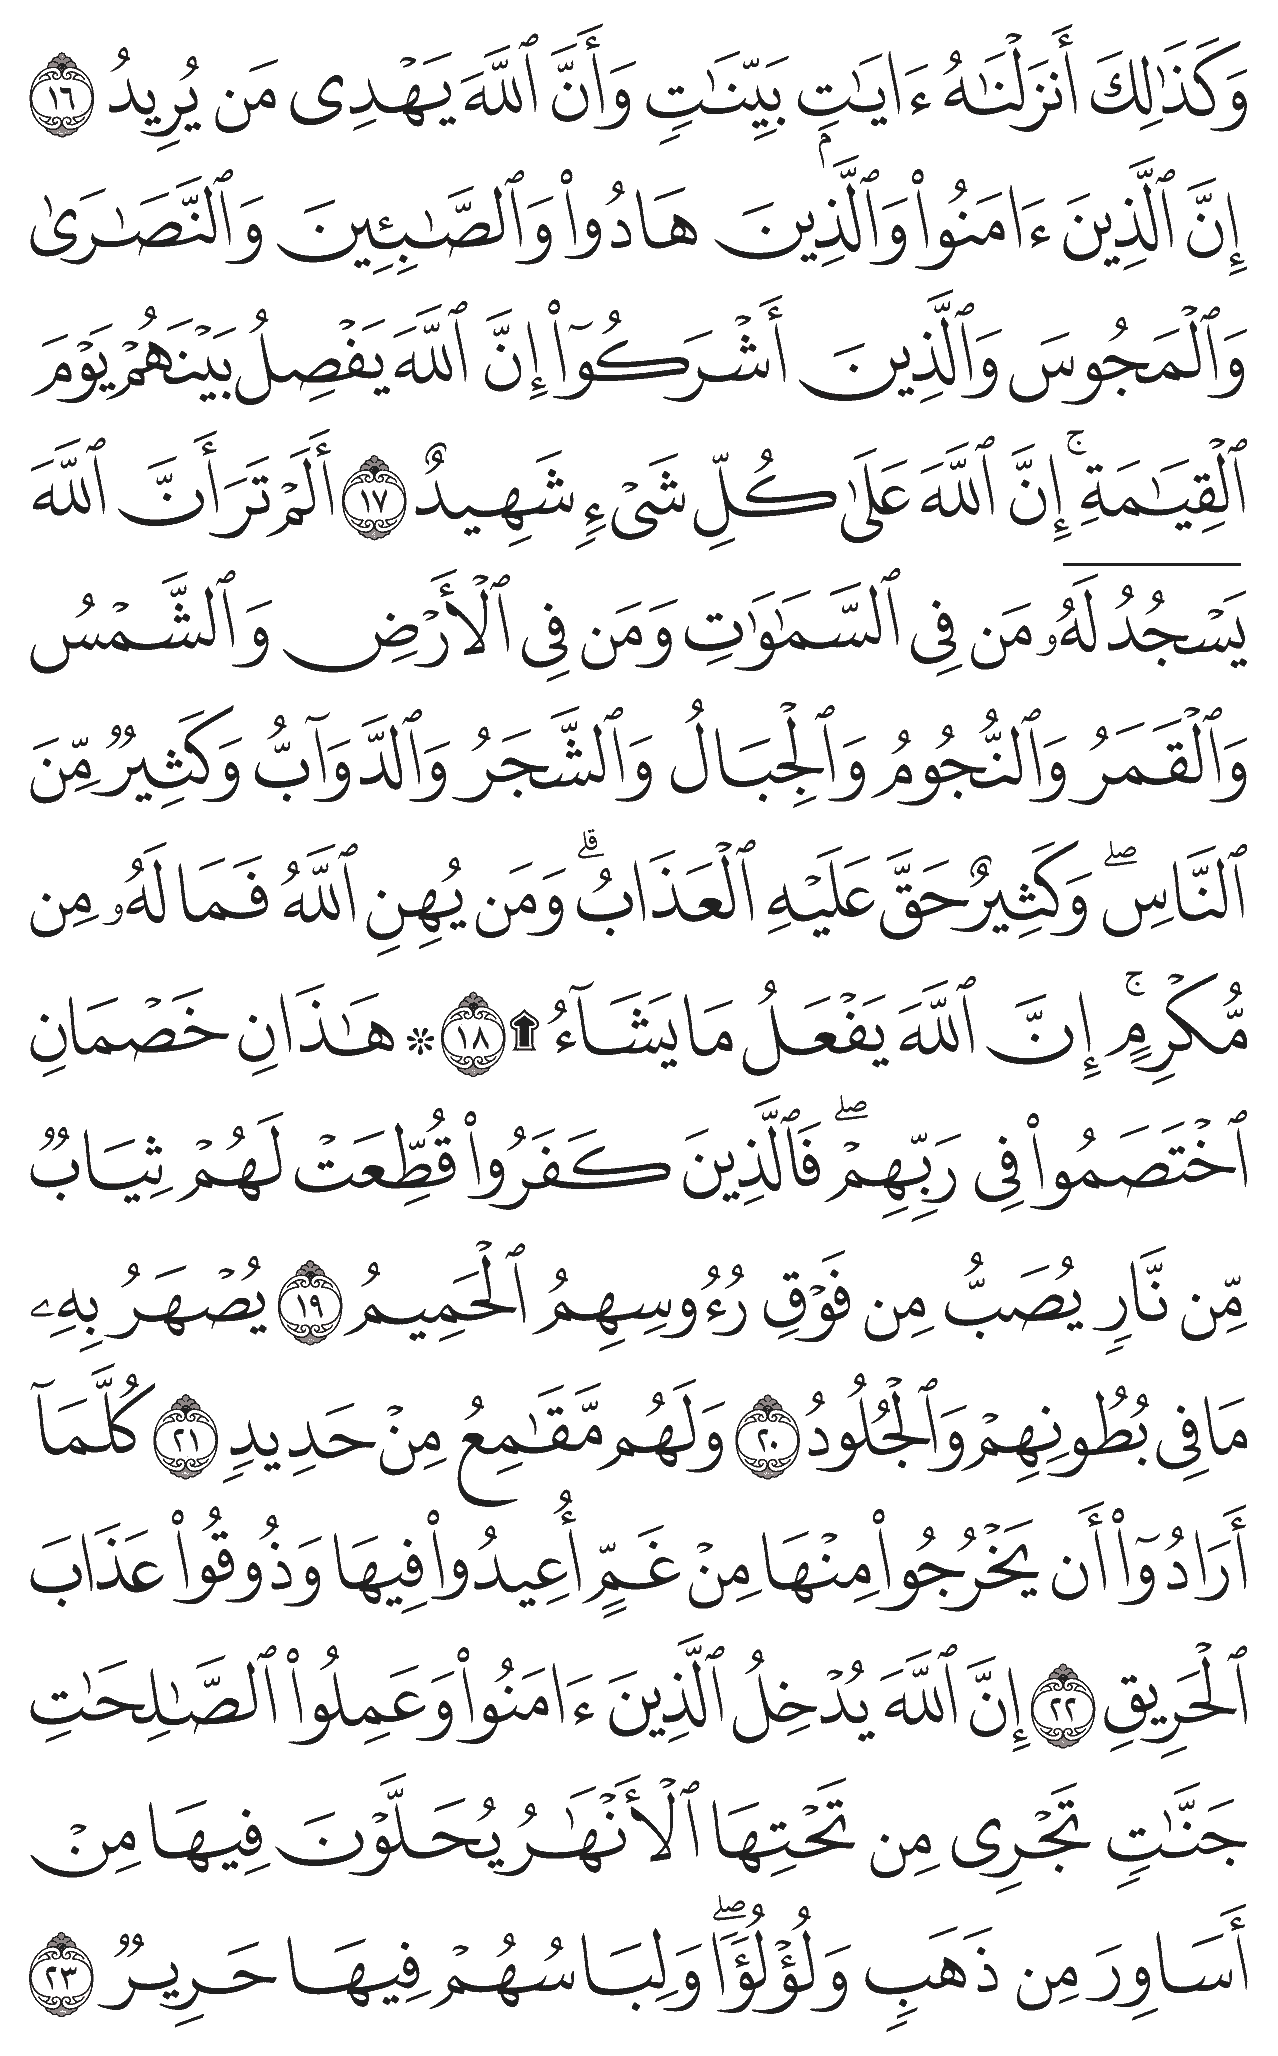 وَكَذَٰلِكَ أَنزَلْنَـٰهُ ءَايَـٰتٍۭ بَيِّنَـٰتٍ وَأَنَّ ٱللَّهَ يَهْدِى مَن يُرِيدُ ١٦
إِنَّ ٱلَّذِينَ ءَامَنُوا۟ وَٱلَّذِينَ هَادُوا۟ وَٱلصَّـٰبِـِٔينَ وَٱلنَّصَـٰرَىٰ
وَٱلْمَجُوسَ وَٱلَّذِينَ أَشْرَكُوٓا۟ إِنَّ ٱللَّهَ يَفْصِلُ بَيْنَهُمْ يَوْمَ
ٱلْقِيَـٰمَةِ ۚ إِنَّ ٱللَّهَ عَلَىٰ كُلِّ شَىْءٍ شَهِيدٌ ١٧ أَلَمْ تَرَ أَنَّ ٱللَّهَ
يَسْجُدُ لَهُۥ مَن فِى ٱلسَّمَـٰوَٰتِ وَمَن فِى ٱلْأَرْضِ وَٱلشَّمْسُ
وَٱلْقَمَرُ وَٱلنُّجُومُ وَٱلْجِبَالُ وَٱلشَّجَرُ وَٱلدَّوَآبُّ وَكَثِيرٌ مِّنَ
ٱلنَّاسِ ۖ وَكَثِيرٌ حَقَّ عَلَيْهِ ٱلْعَذَابُ ۗ وَمَن يُهِنِ ٱللَّهُ فَمَا لَهُۥ مِن
مُّكْرِمٍ ۚ إِنَّ ٱللَّهَ يَفْعَلُ مَا يَشَآءُ ۩ ١٨ ۞ هَـٰذَانِ خَصْمَانِ
ٱخْتَصَمُوا۟ فِى رَبِّهِمْ ۖ فَٱلَّذِينَ كَفَرُوا۟ قُطِّعَتْ لَهُمْ ثِيَابٌ
مِّن نَّارٍ يُصَبُّ مِن فَوْقِ رُءُوسِهِمُ ٱلْحَمِيمُ ١٩ يُصْهَرُ بِهِۦ
مَا فِى بُطُونِهِمْ وَٱلْجُلُودُ ٢٠ وَلَهُم مَّقَـٰمِعُ مِنْ حَدِيدٍ ٢١ كُلَّمَآ
أَرَادُوٓا۟ أَن يَخْرُجُوا۟ مِنْهَا مِنْ غَمٍّ أُعِيدُوا۟ فِيهَا وَذُوقُوا۟ عَذَابَ
ٱلْحَرِيقِ ٢٢ إِنَّ ٱللَّهَ يُدْخِلُ ٱلَّذِينَ ءَامَنُوا۟ وَعَمِلُوا۟ ٱلصَّـٰلِحَـٰتِ
جَنَّـٰتٍ تَجْرِى مِن تَحْتِهَا ٱلْأَنْهَـٰرُ يُحَلَّوْنَ فِيهَا مِنْ
أَسَاوِرَ مِن ذَهَبٍ وَلُؤْلُؤًا ۖ وَلِبَاسُهُمْ فِيهَا حَرِيرٌ ٢٣